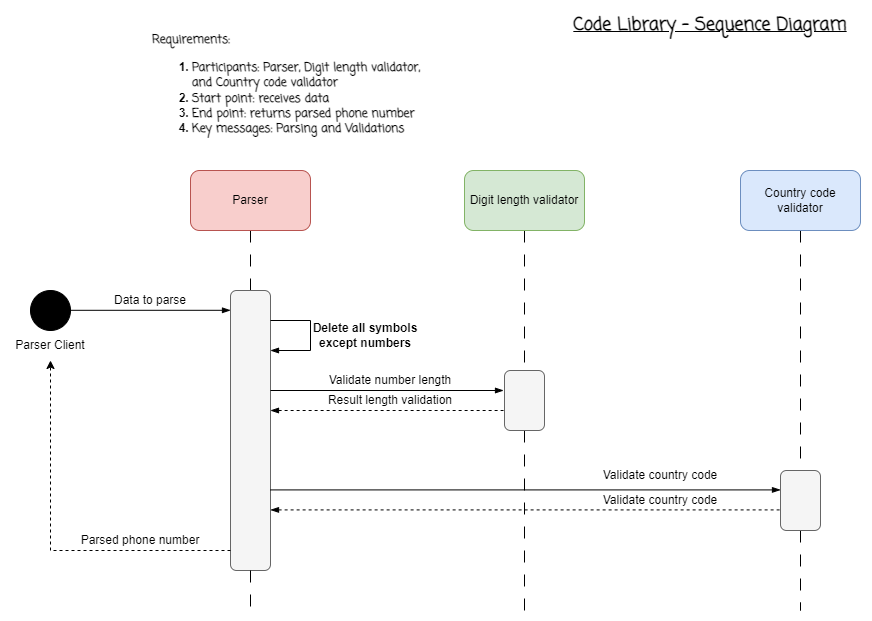 Code Library - Sequence Diagram
Requirements:
1. Participants: Parser, Digit length validator,
and Country code validator
2. Start point: receives data
3. End point: returns parsed phone number
4. Key messages: Parsing and Validations
Parser
Digit length validator
Country code
validator
Data to parse
Parser Client
Delete all symbols
except numbers
Validate number length
Result length validation
Validate country code
Validate country code
Parsed phone number